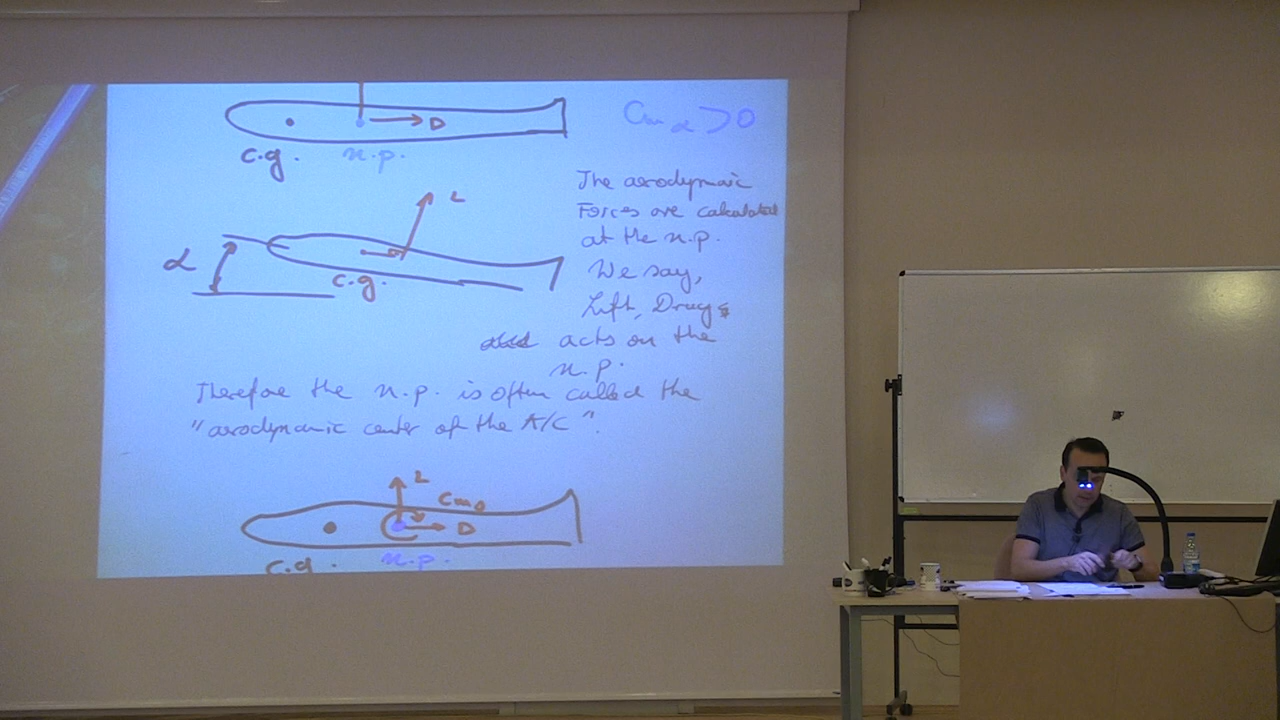 D
Cmα > 0
c.g.
n.p.
The aerodymaic
Forces are calculated
at the n.p.
We say,
Lift, Drag
acts on the
n.p.
L
α
c.g.
Therefore the n.p. is often called the
"aerodynamic center of the A/C".
L
Cm0
D
c.g.
n.p.